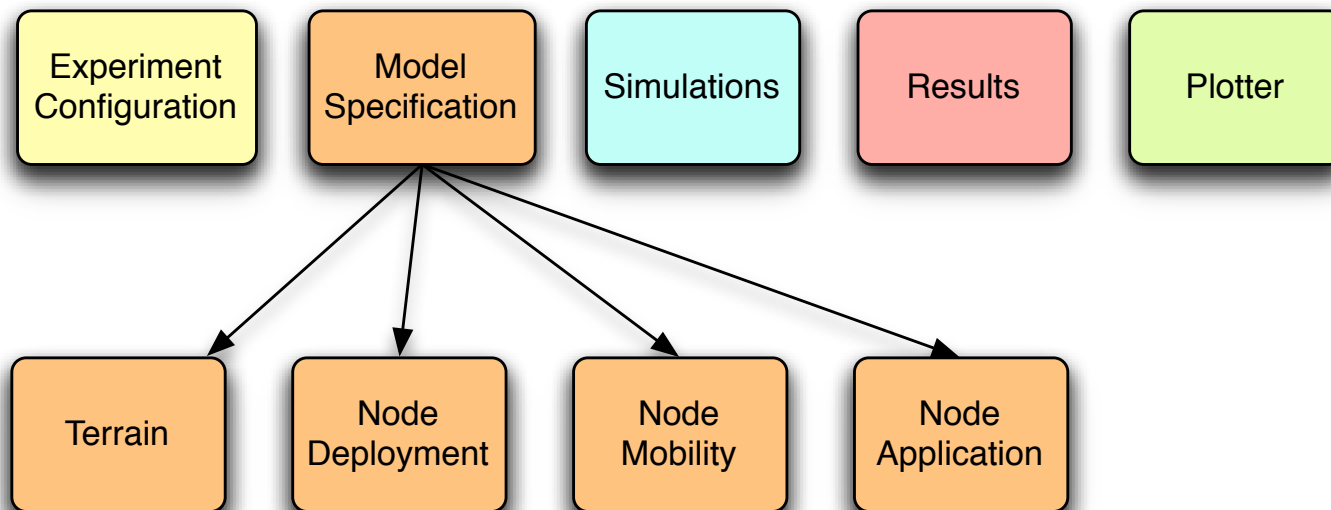 Experiment
Configuration
Model
Specification
Simulations
Results
Plotter
Terrain
Node
Deployment
Node
Mobility
Node
Application